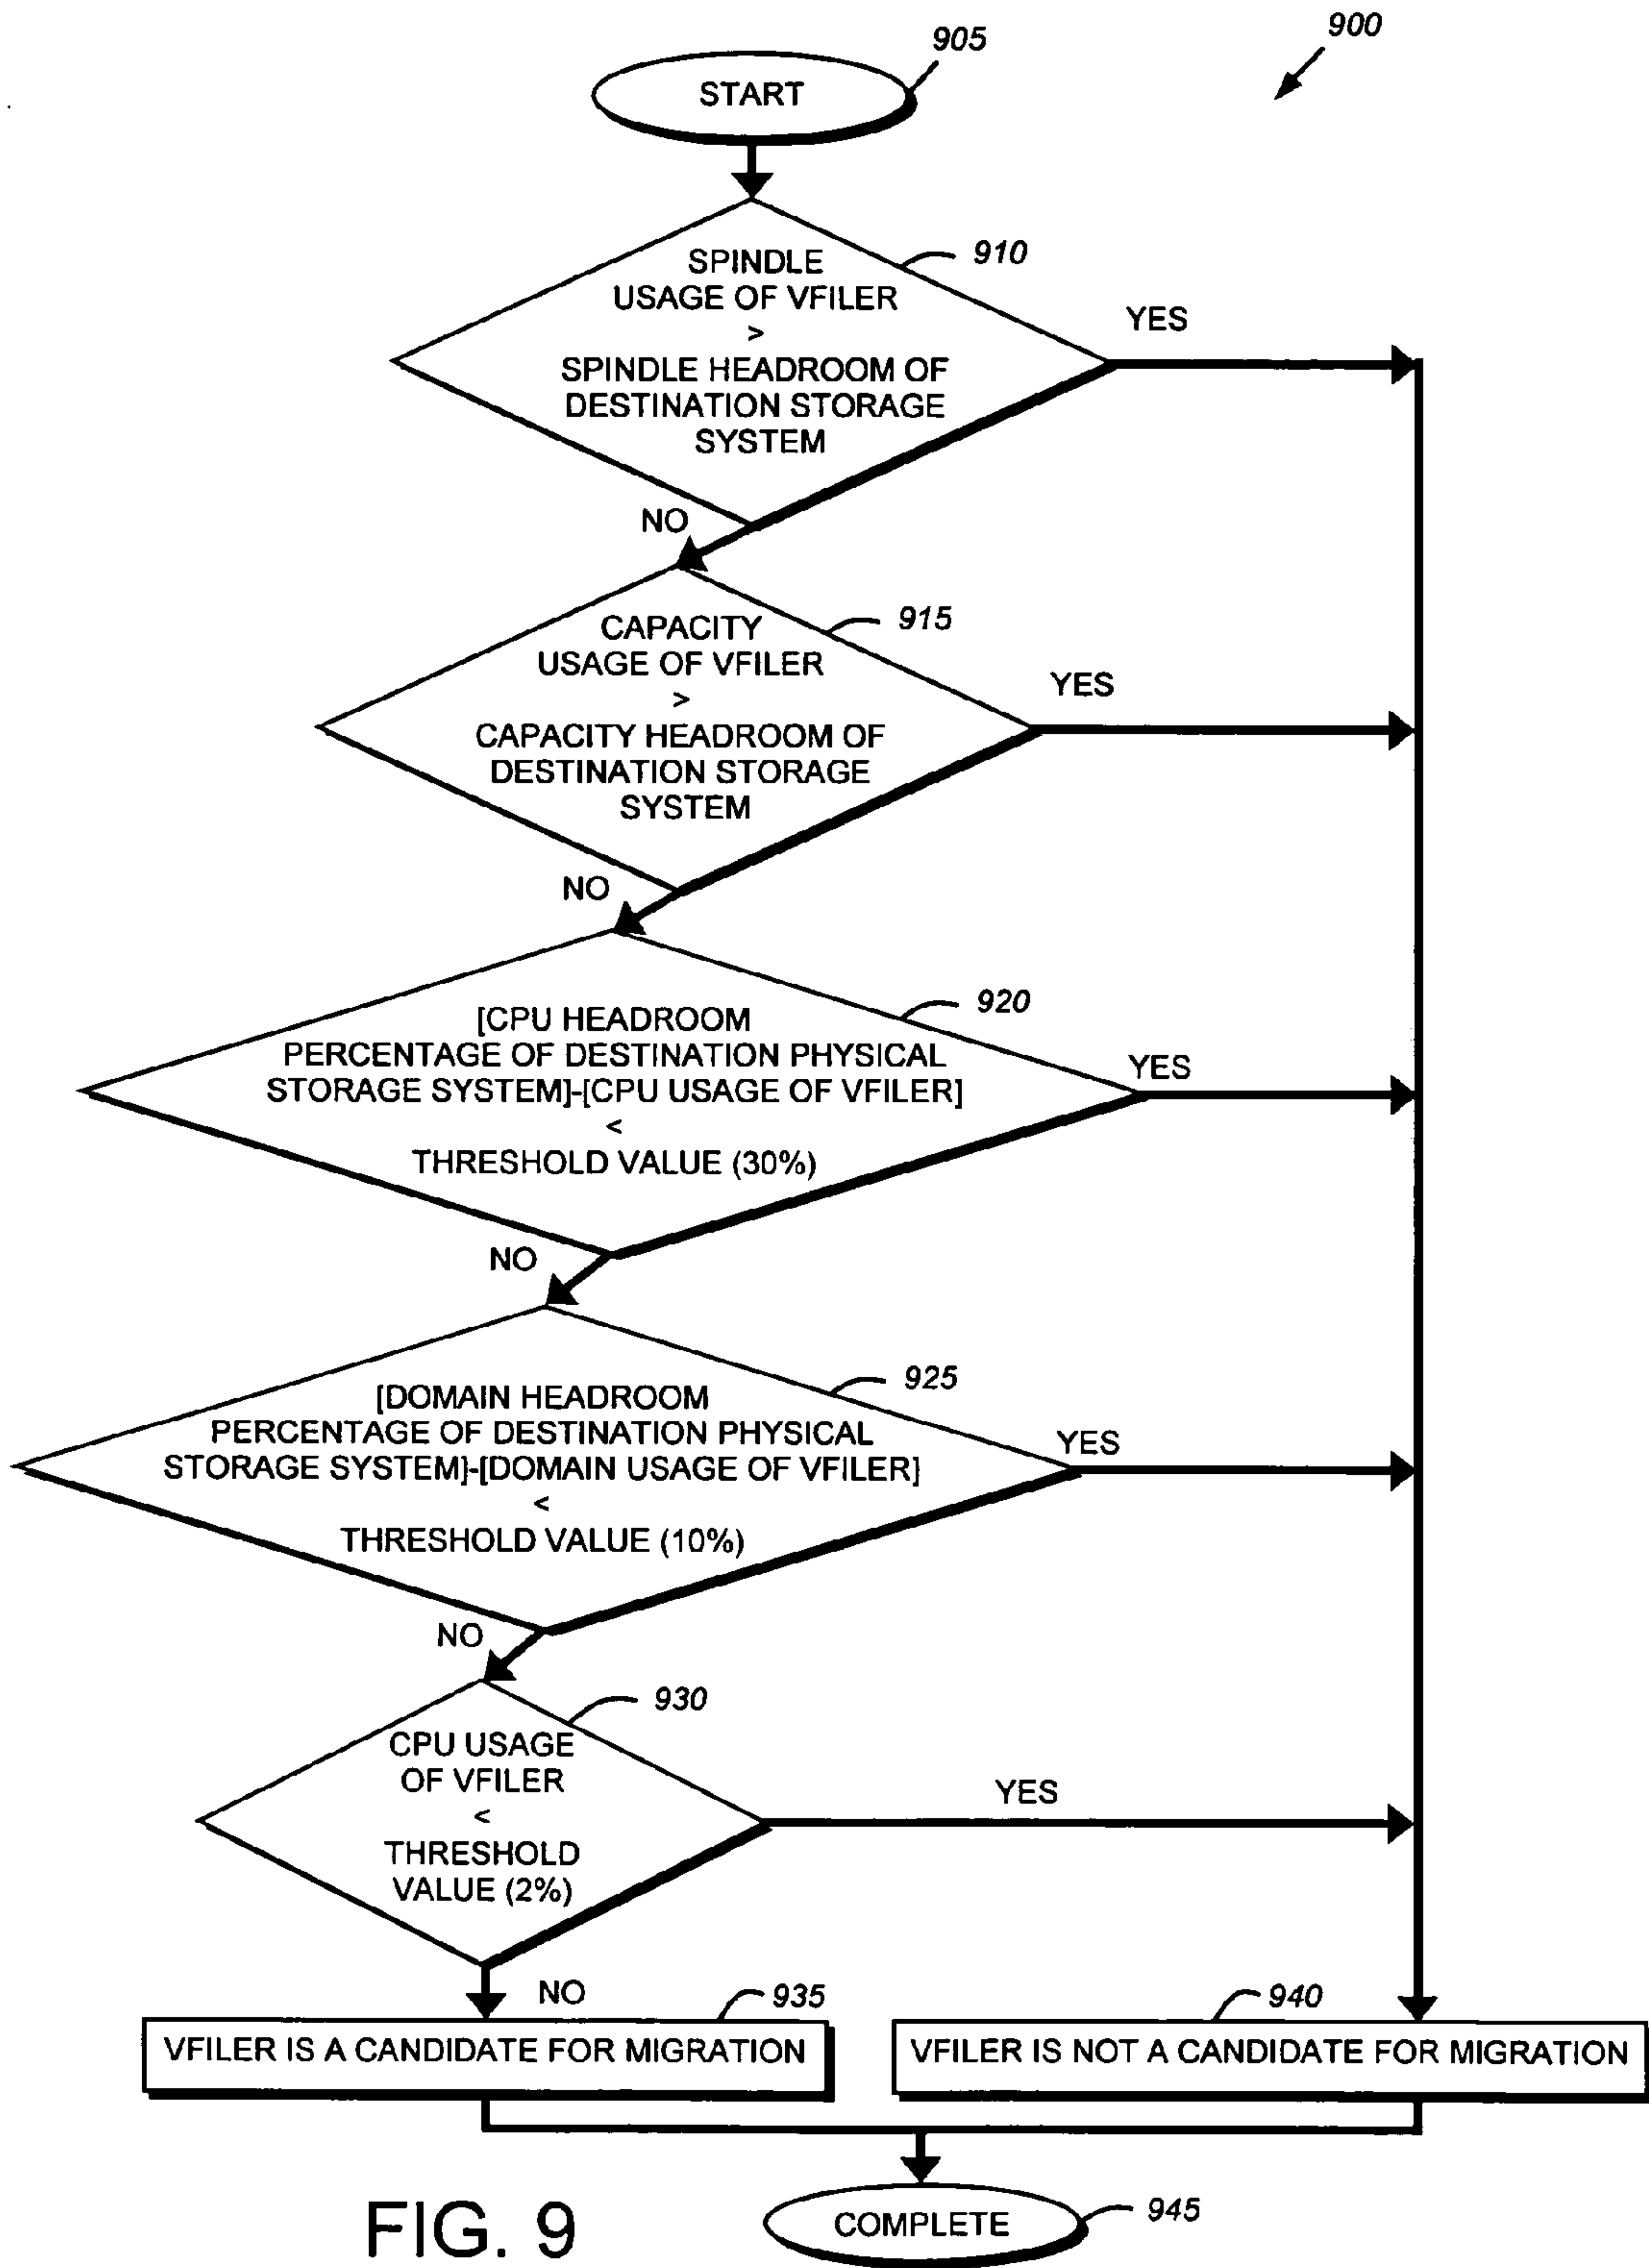 900
905
START
910
SPINDLE
USAGE OF VFILER
>
SPINDLE HEADROOM OF
DESTINATION STORAGE
SYSTEM
YES
NO
915
CAPACITY
USAGE OF VFILER
>
CAPACITY HEADROOM OF
DESTINATION STORAGE
SYSTEM
YES
NO
920
[CPU HEADROOM
PERCENTAGE OF DESTINATION PHYSICAL
STORAGE SYSTEM]-[CPU USAGE OF VFILER]
<
THRESHOLD VALUE (30%)
YES
NO
925
[DOMAIN HEADROOM
PERCENTAGE OF DESTINATION PHYSICAL
STORAGE SYSTEM]-[DOMAIN USAGE OF VFILER]
<
THRESHOLD VALUE (10%)
YES
NO
930
CPU USAGE
OF VFILER
<
THRESHOLD
VALUE (2%)
YES
NO
935
VFILER IS A CANDIDATE FOR MIGRATION
940
VFILER IS NOT A CANDIDATE FOR MIGRATION
COMPLETE
945
FIG. 9